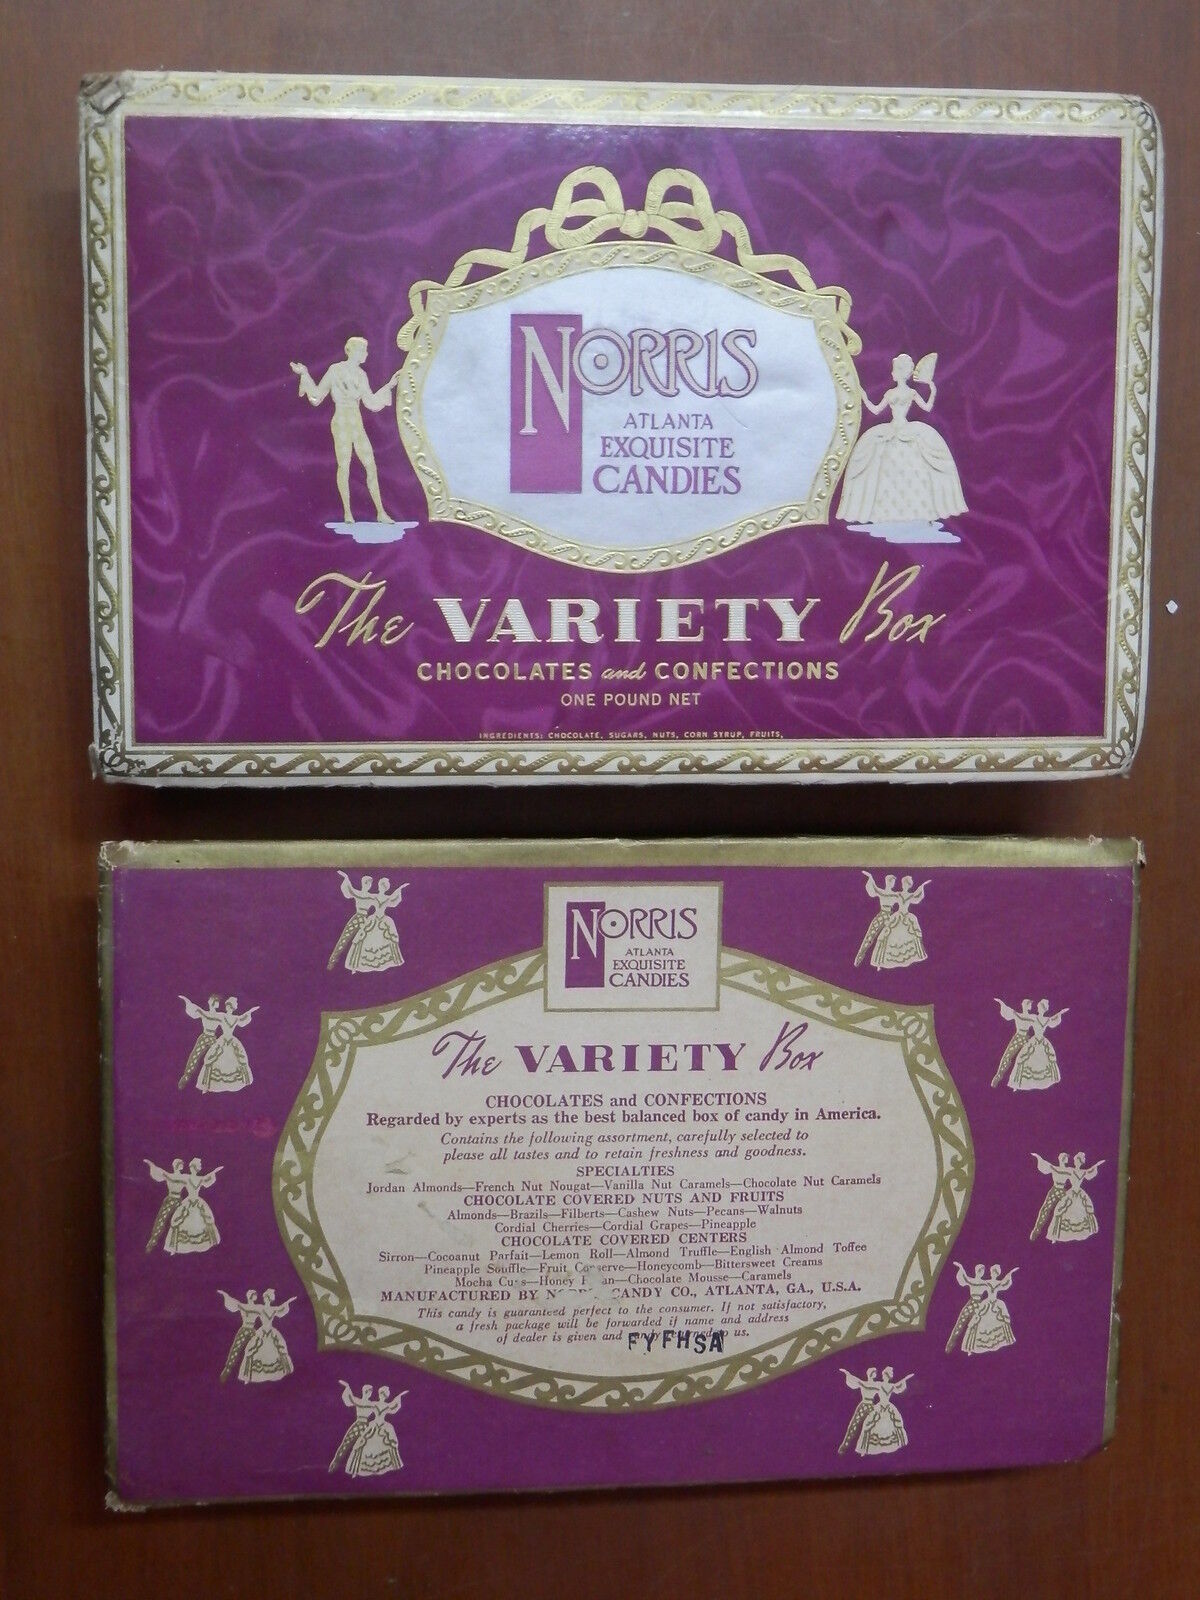 NORRIS
ATLANTA
EXQUISITE
CANDIES
The VARIETY Box
CHOCOLATES and CONFECTIONS
ONE POUND NET
INGREDIENTS: CHOCOLATE, SUGARS, NUTS, CORN SYRUP, FRUITS,
NORRIS
ATLANTA
EXQUISITE
CANDIES
The VARIETY Box
CHOCOLATES and CONFECTIONS
Regarded by experts as the best balanced box of candy in America.
Contains the following assortment, carefully selected to
please all tastes and to retain freshness and goodness.
SPECIALTIES
Jordan Almonds—French Nut Nougat—Vanilla Nut Caramels—Chocolate Nut Caramels
CHOCOLATE COVERED NUTS AND FRUITS
Almonds—Brazils—Filberts—Cashew Nuts—Pecans—Walnuts
Cordial Cherries—Cordial Grapes—Pineapple
CHOCOLATE COVERED CENTERS
Sirron—Cocoanut Parfait—Lemon Roll—Almond Truffle—English Almond Toffee
Pineapple Souffle—Fruit Conserve—Honeycomb—Bittersweet Creams
Mocha Cups—Honey —Chocolate Mousse—Caramels
MANUFACTURED BY NORRIS CANDY CO., ATLANTA, GA., U.S.A.
This candy is guaranteed perfect to the consumer. If not satisfactory,
a fresh package will be forwarded if name and address
of dealer is given and candy returned to us.
FYFHSA